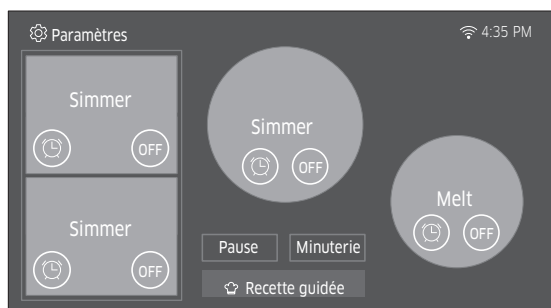 Paramètres
4:35 PM
Simmer
OFF
Simmer
OFF
Simmer
OFF
Melt
OFF
Pause
Minuterie
Recette guidée